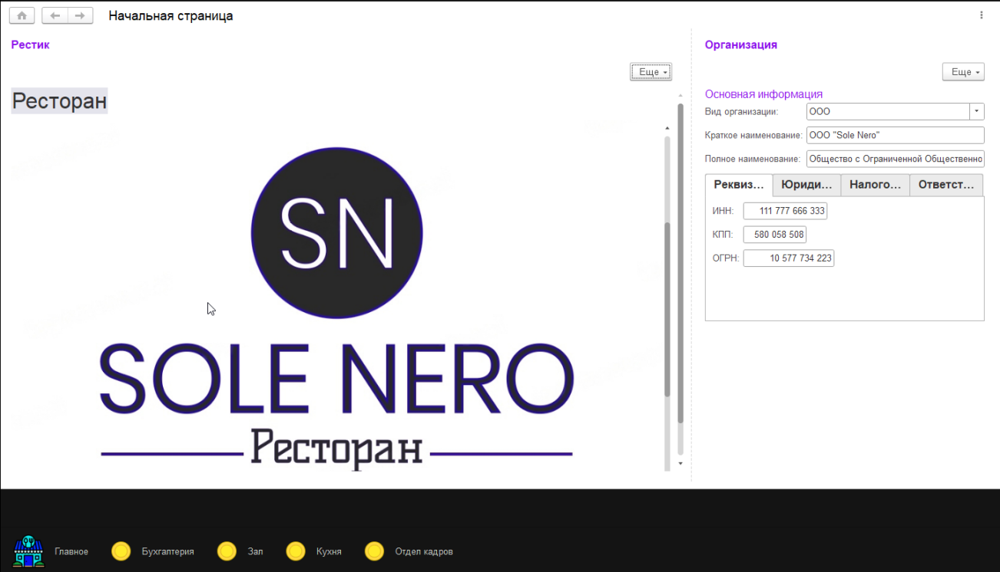 Начальная страница
Рестик
Еще
Ресторан
SN
SOLE NERO
Ресторан
Организация
Еще
Основная информация
Вид организации: ООО
Краткое наименование: ООО "Sole Nero"
Полное наименование: Общество с Ограниченной Общественно
Реквиз... Юриди... Налого... Ответст...
ИНН: 111 777 666 333
КПП: 580 058 508
ОГРН: 10 577 734 223
Главное Бухгалтерия Зал Кухня Отдел кадров